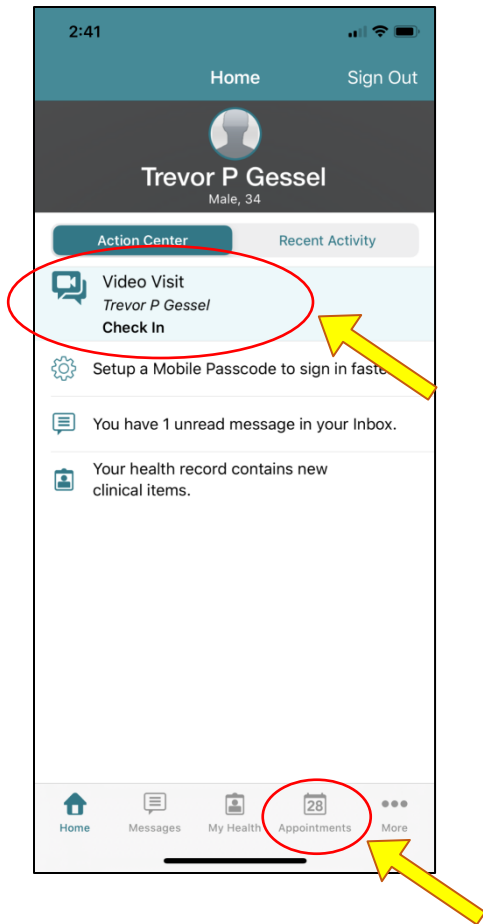 2:41
Home Sign Out
Trevor P Gessel
Male, 34
Action Center Recent Activity
Video Visit
Trevor P Gessel
Check In
Setup a Mobile Passcode to sign in faste
You have 1 unread message in your Inbox.
Your health record contains new
clinical items.
28
Home Messages My Health Appointments More